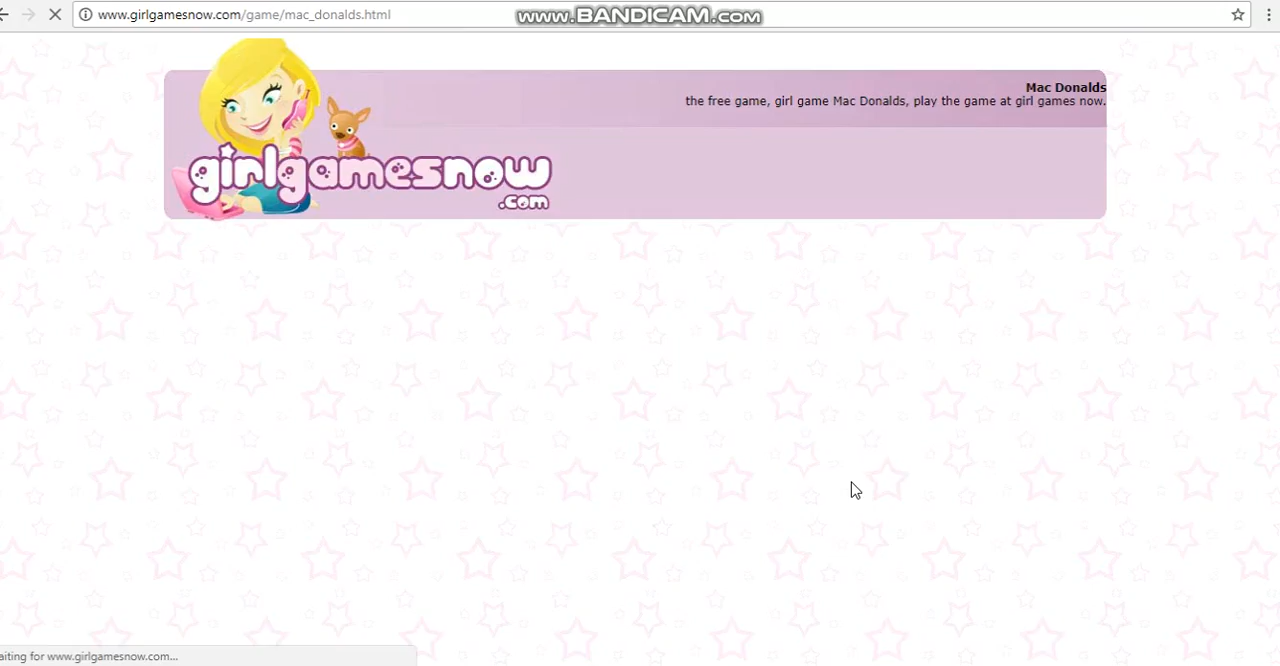 www.girlgamesnow.com/game/mac_donalds.html
www.BANDICAM.com
Mac Donalds
the free game, girl game Mac Donalds, play the game at girl games now.
girlgamesnow
.com
aiting for www.girlgamesnow.com...